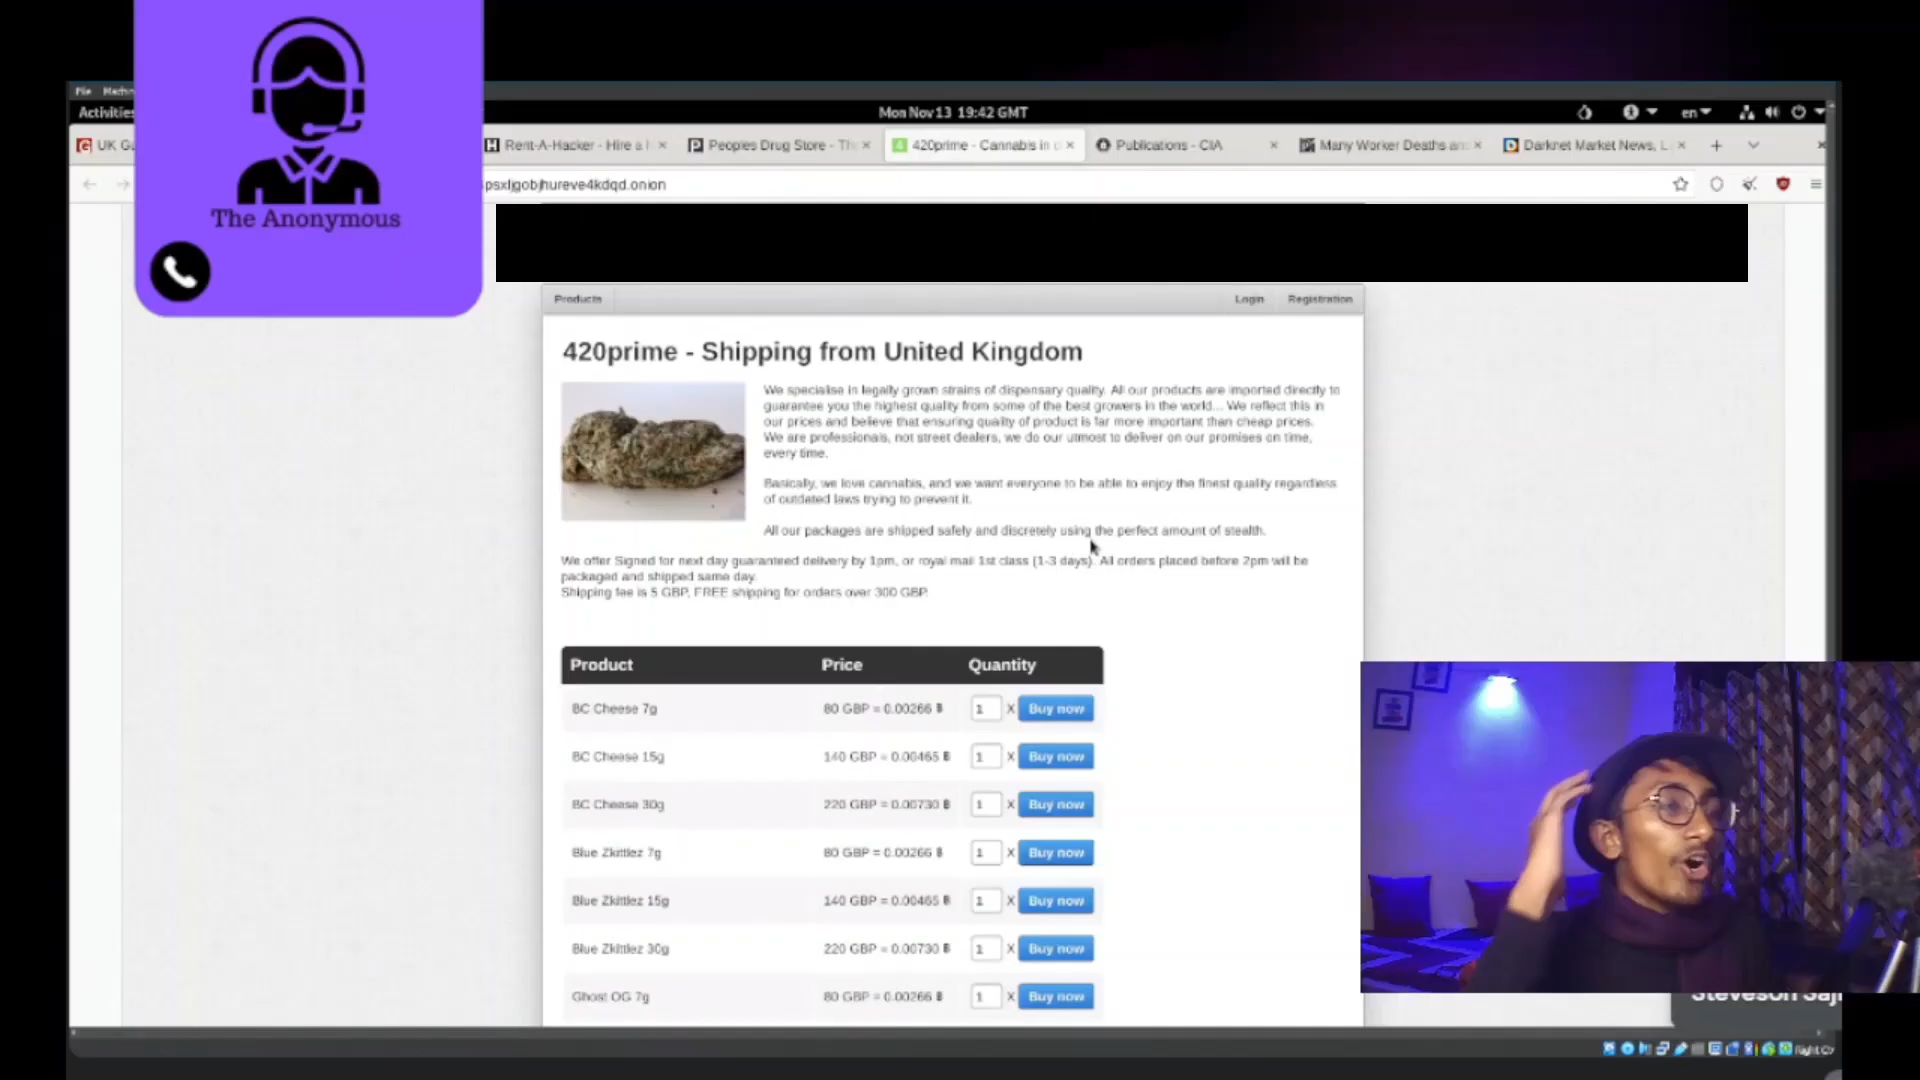 File Machin
Activities
Mon Nov 13 19:42 GMT
en
UK Gu
Rent-A-Hacker - Hire a H
Peoples Drug Store - The
420prime - Cannabis in
Publications - CIA
Many Worker Deaths an
Darknet Market News, L
psxljgobjhureve4kdqd.onion
The Anonymous
Products
Login
Registration
420prime - Shipping from United Kingdom
We specialise in legally grown strains of dispensary quality. All our products are imported directly to
guarantee you the highest quality from some of the best growers in the world... We reflect this in
our prices and believe that ensuring quality of product is far more important than cheap prices.
We are professionals, not street dealers, we do our utmost to deliver on our promises on time,
every time.
Basically, we love cannabis, and we want everyone to be able to enjoy the finest quality regardless
of outdated laws trying to prevent it.
All our packages are shipped safely and discretely using the perfect amount of stealth.
We offer Signed for next day guaranteed delivery by 1pm, or royal mail 1st class (1-3 days). All orders placed before 2pm will be
packaged and shipped same day.
Shipping fee is 5 GBP, FREE shipping for orders over 300 GBP.
Product Price Quantity
BC Cheese 7g 80 GBP = 0.00266 ฿ 1 X Buy now
BC Cheese 15g 140 GBP = 0.00465 ฿ 1 X Buy now
BC Cheese 30g 220 GBP = 0.00730 ฿ 1 X Buy now
Blue Zkittlez 7g 80 GBP = 0.00266 ฿ 1 X Buy now
Blue Zkittlez 15g 140 GBP = 0.00465 ฿ 1 X Buy now
Blue Zkittlez 30g 220 GBP = 0.00730 ฿ 1 X Buy now
Ghost OG 7g 80 GBP = 0.00266 ฿ 1 X Buy now
Steveson Saji
Right Ct